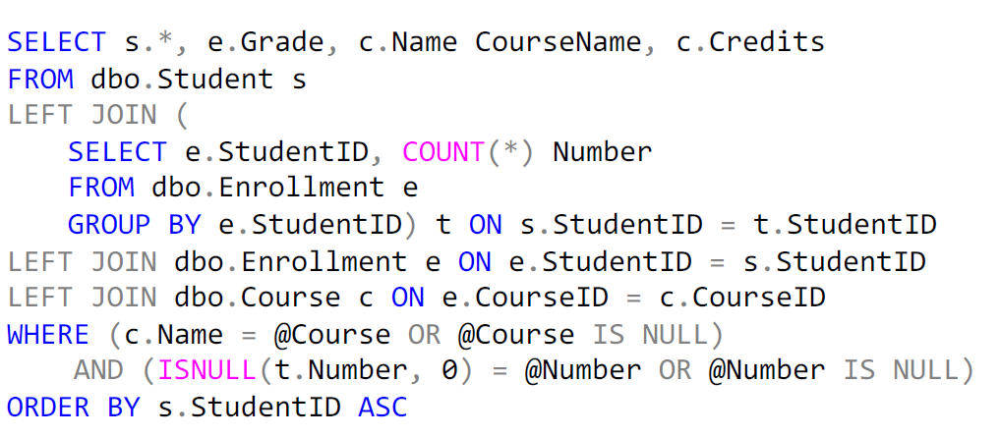 SELECT s.*, e.Grade, c.Name CourseName, c.Credits
FROM dbo.Student s
LEFT JOIN (
SELECT e.StudentID, COUNT(*) Number
FROM dbo.Enrollment e
GROUP BY e.StudentID) t ON s.StudentID = t.StudentID
LEFT JOIN dbo.Enrollment e ON e.StudentID = s.StudentID
LEFT JOIN dbo.Course c ON e.CourseID = c.CourseID
WHERE (c.Name = @Course OR @Course IS NULL)
AND (ISNULL(t.Number, 0) = @Number OR @Number IS NULL)
ORDER BY s.StudentID ASC